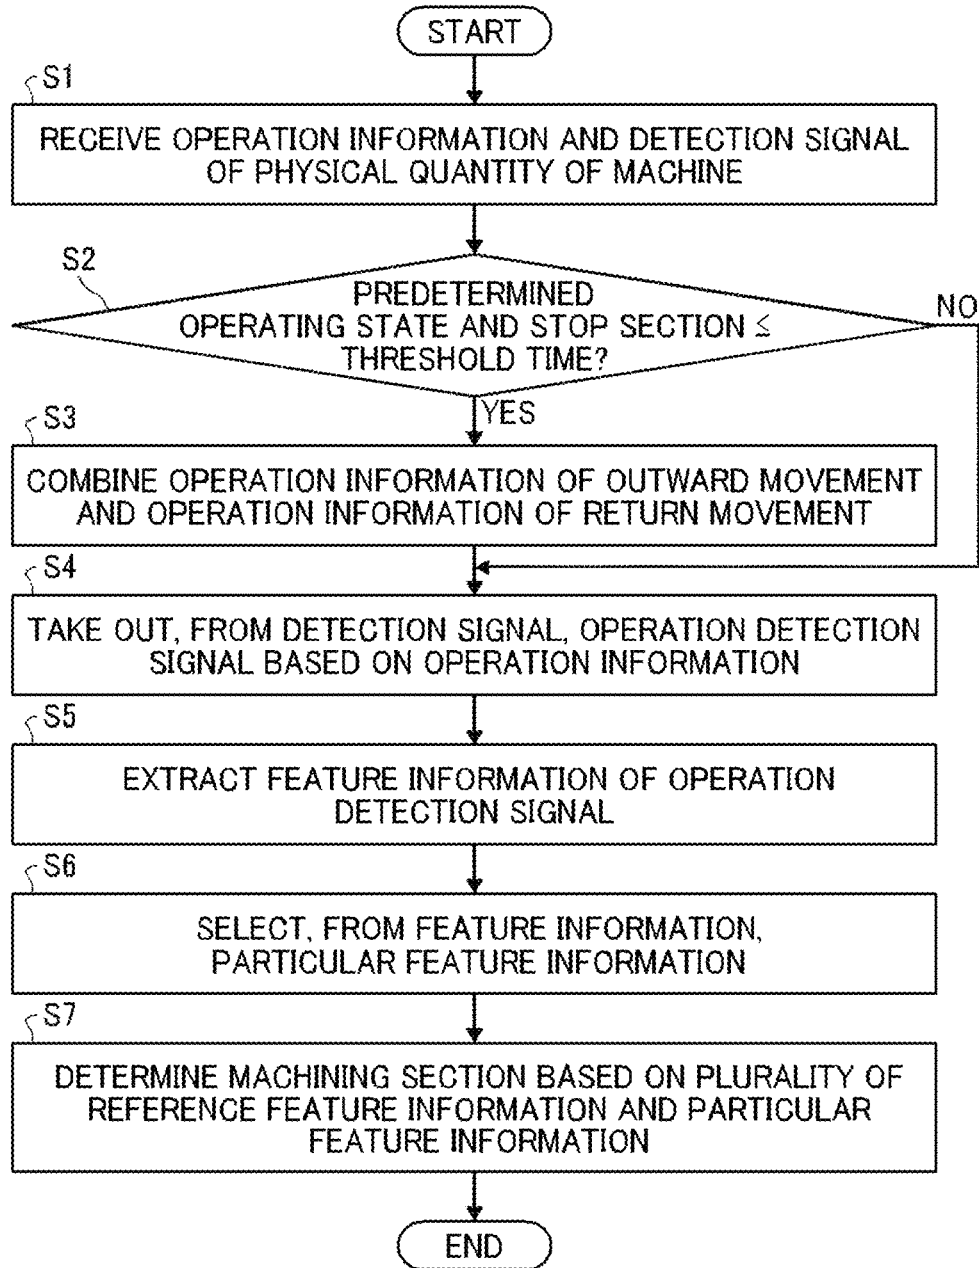 START
S1
RECEIVE OPERATION INFORMATION AND DETECTION SIGNAL
OF PHYSICAL QUANTITY OF MACHINE
S2
PREDETERMINED
OPERATING STATE AND STOP SECTION ≦
THRESHOLD TIME?
NO
YES
S3
COMBINE OPERATION INFORMATION OF OUTWARD MOVEMENT
AND OPERATION INFORMATION OF RETURN MOVEMENT
S4
TAKE OUT, FROM DETECTION SIGNAL, OPERATION DETECTION
SIGNAL BASED ON OPERATION INFORMATION
S5
EXTRACT FEATURE INFORMATION OF OPERATION
DETECTION SIGNAL
S6
SELECT, FROM FEATURE INFORMATION,
PARTICULAR FEATURE INFORMATION
S7
DETERMINE MACHINING SECTION BASED ON PLURALITY OF
REFERENCE FEATURE INFORMATION AND PARTICULAR
FEATURE INFORMATION
END